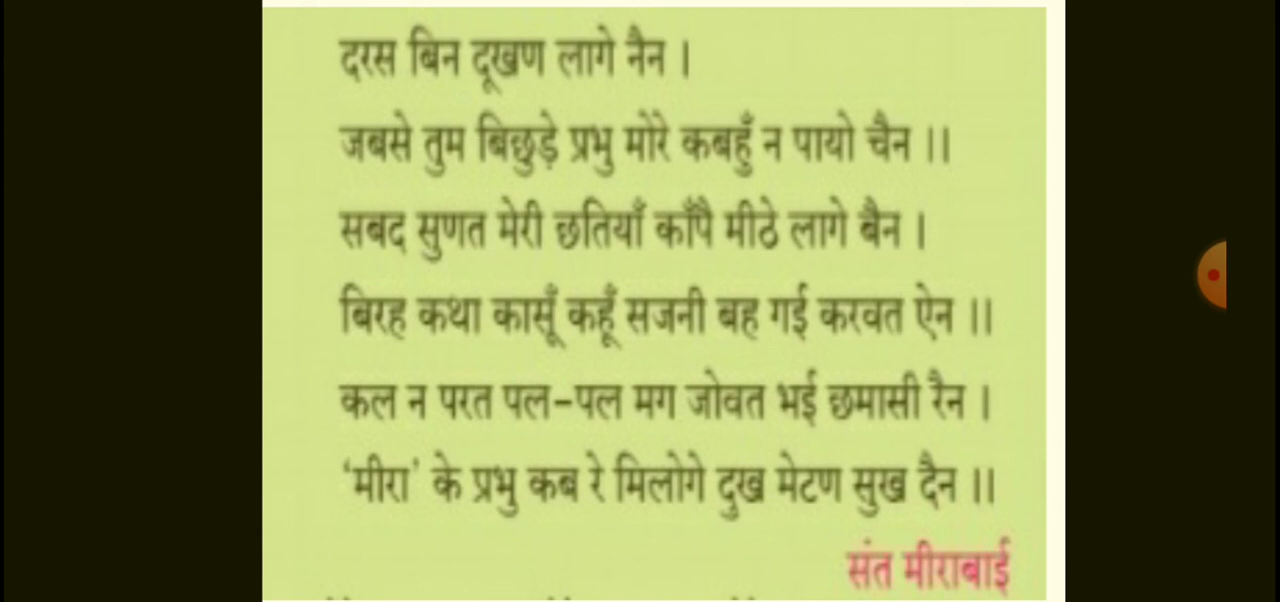 दरस बिन दूखण लागे नैन ।
जबसे तुम बिछुड़े प्रभु मोरे कबहुँ न पायो चैन ।।
सबद सुणत मेरी छतियाँ काँपै मीठे लागे बैन ।
बिरह कथा कासूँ कहूँ सजनी बह गई करवत ऐन ।।
कल न परत पल-पल मग जोवत भई छमासी रैन ।
‘मीरा’ के प्रभु कब रे मिलोगे दुख मेटण सुख दैन ।।
संत मीराबाई